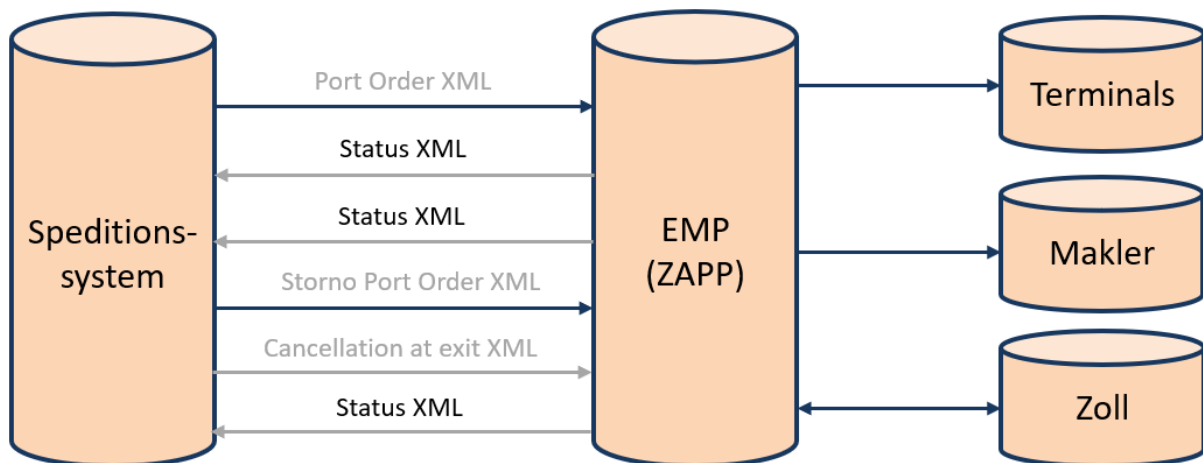 Port Order XML
Status XML
Status XML
Storno Port Order XML
Cancellation at exit XML
Status XML
Speditions-
system
EMP
(ZAPP)
Terminals
Makler
Zoll